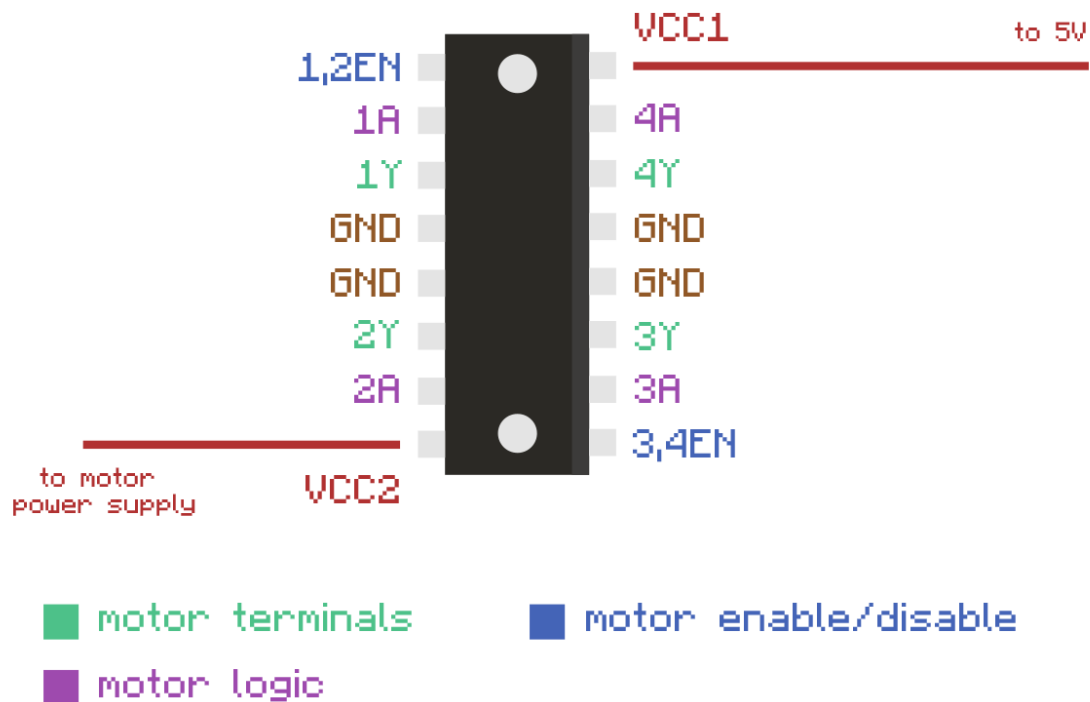 VCC1
to 5V
1,2EN
1A
4A
1Y
4Y
GND
GND
GND
GND
2Y
3Y
2A
3A
3,4EN
to motor
power supply
VCC2
motor terminals
motor enable/disable
motor logic